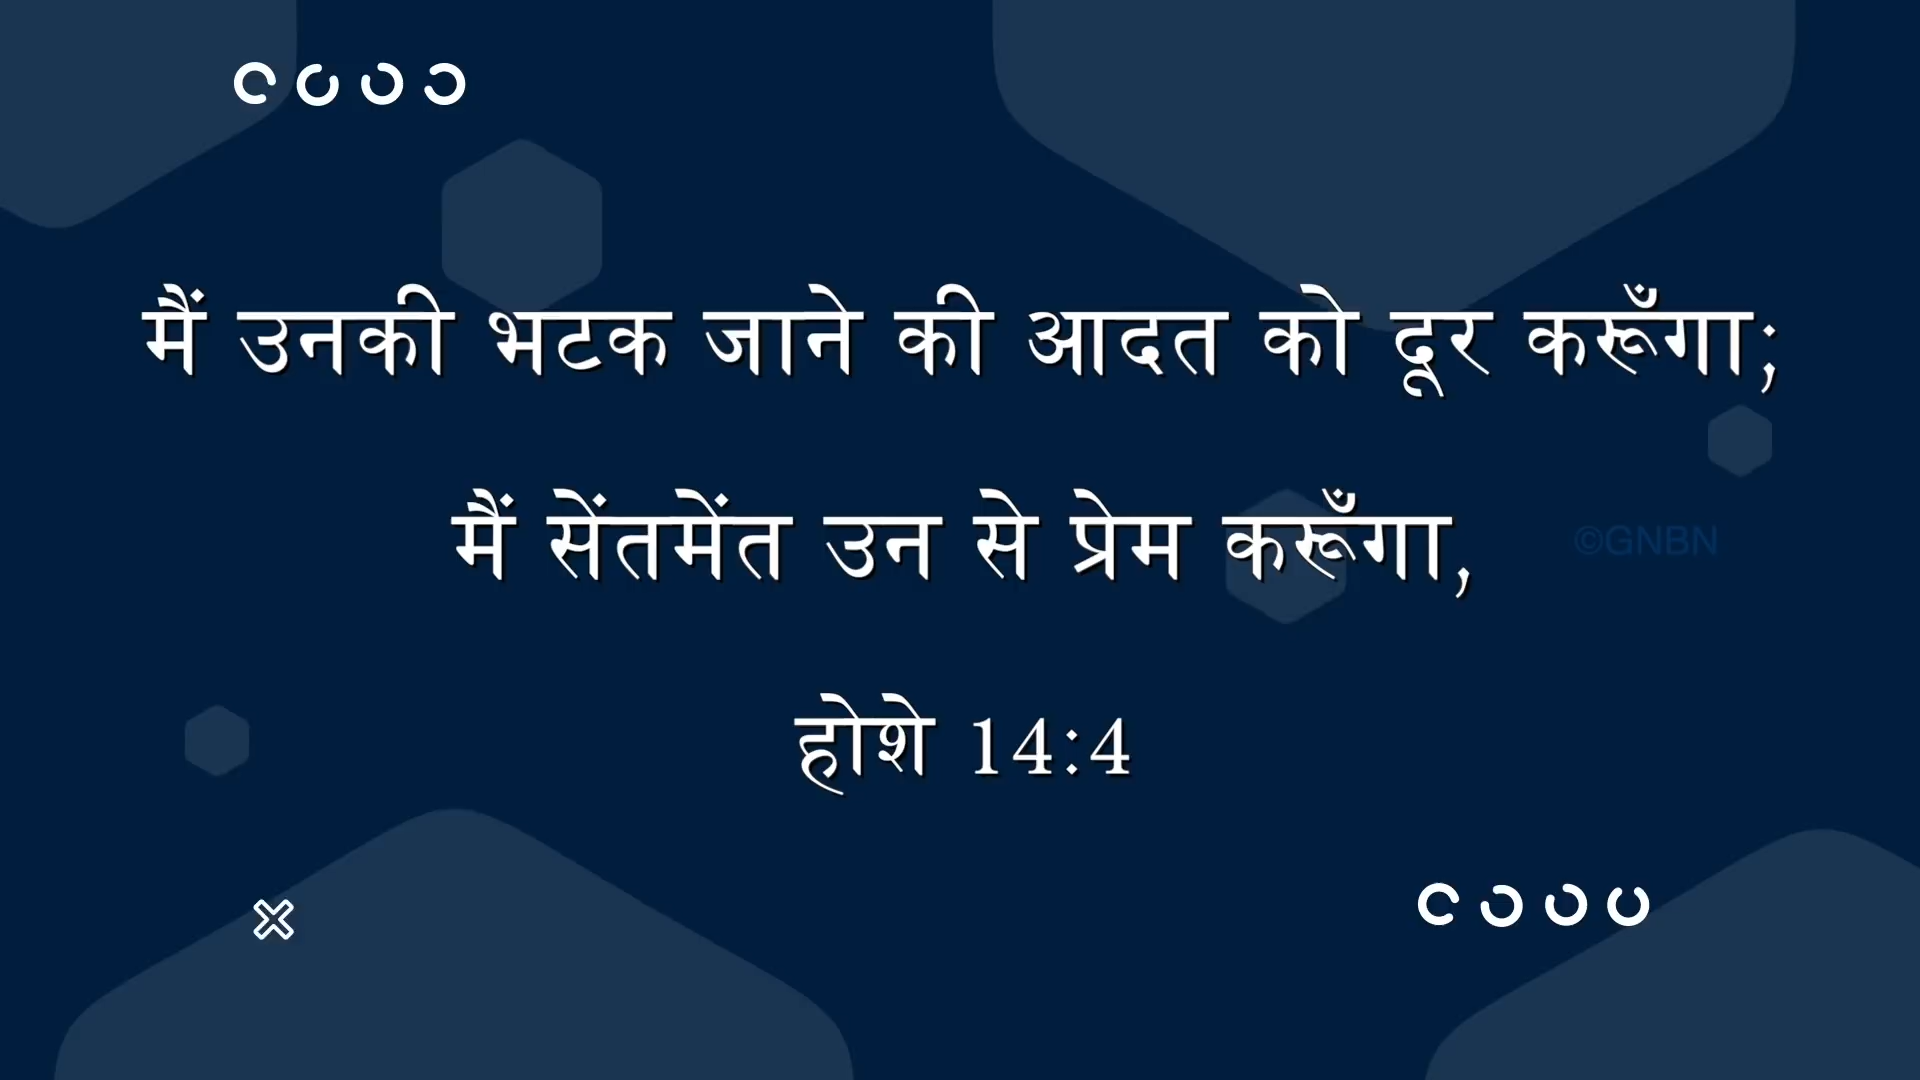 मैं उनकी भटक जाने की आदत को दूर करूँगा;
मैं सेंतमेंत उन से प्रेम करूँगा,
©GNBN
होशे 14:4